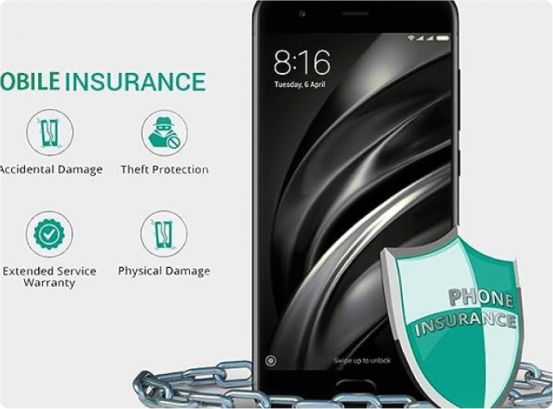 OBILE INSURANCE
Accidental Damage
Theft Protection
Extended Service
Warranty
Physical Damage
8:16
Tuesday, 6 April
Swipe up to unlock
PHONE
INSURANCE